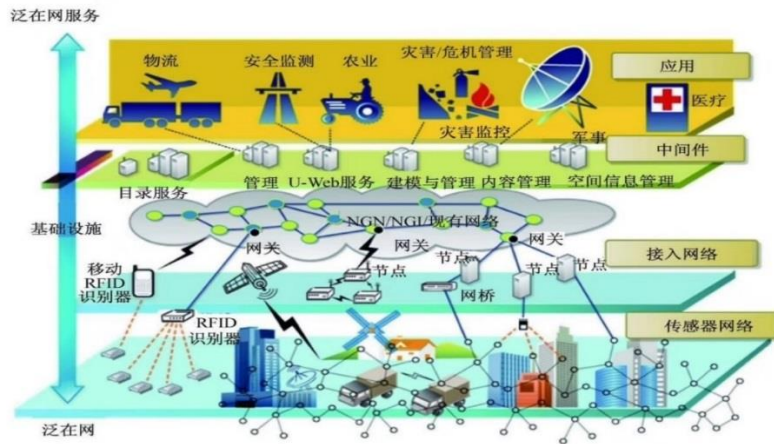 泛在网服务
物流
安全监测
农业
灾害/危机管理
应用
医疗
灾害监控
军事
中间件
目录服务
管理
U-Web服务
建模与管理
内容管理
空间信息管理
基础设施
NGN/NGI/现有网络
网关
网关
网关
接入网络
移动
RFID
识别器
节点
节点
节点
节点
网桥
RFID
识别器
传感器网络
泛在网